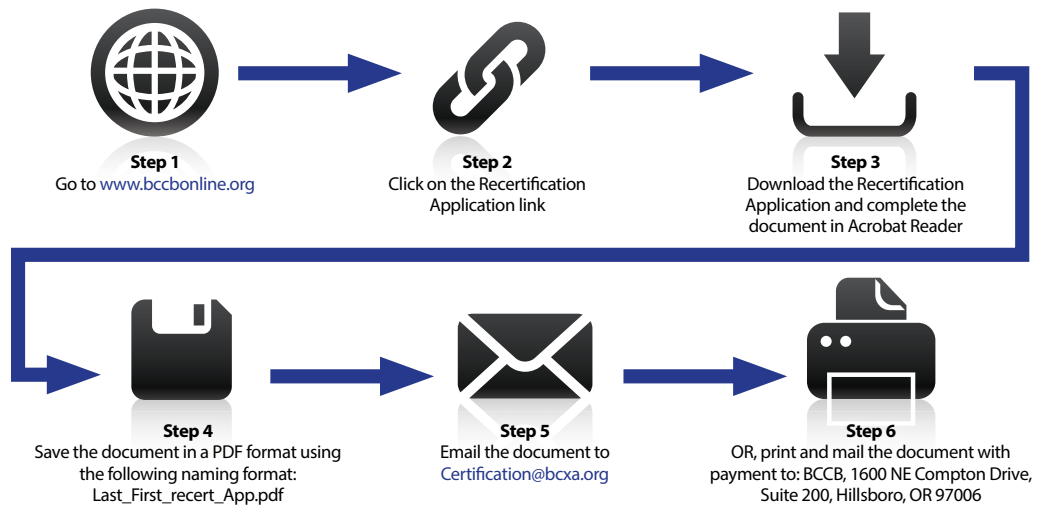 Step 1
Go to www.bccbonline.org
Step 2
Click on the Recertification
Application link
Step 3
Download the Recertification
Application and complete the
document in Acrobat Reader
Step 4
Save the document in a PDF format using
the following naming format:
Last_First_recert_App.pdf
Step 5
Email the document to
Certification@bcxa.org
Step 6
OR, print and mail the document with
payment to: BCCB, 1600 NE Compton Drive,
Suite 200, Hillsboro, OR 97006